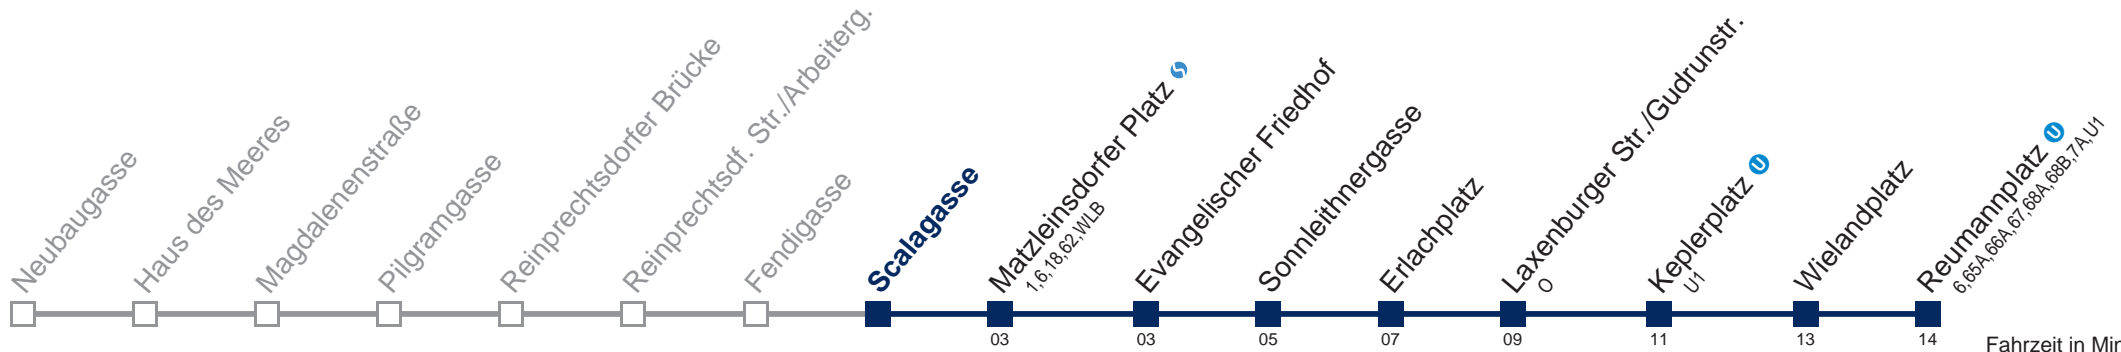 Neubaugasse
Haus des Meeres
Magdalenenstraße
Pilgramgasse
Reinprechtsdorfer Brücke
Reinprechtsdf. Str./Arbeiterg.
Fendigasse
Scalagasse
Matzleinsdorfer Platz S
1,6,18,62,WLB
Evangelischer Friedhof
Sonnleithnergasse
Erlachplatz
Laxenburger Str./Gudrunstr.
O
Keplerplatz U
U1
Wielandplatz
Reumannplatz U
6,65A,66A,67,68A,68B,7A,U1
03 03 05 07 09 11 13 14
Fahrzeit in Min